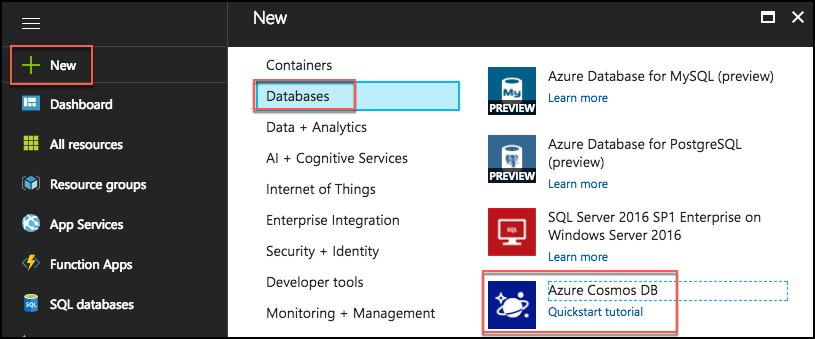 New
New
Dashboard
All resources
Resource groups
App Services
Function Apps
SQL
SQL databases
Containers
Databases
Data + Analytics
AI + Cognitive Services
Internet of Things
Enterprise Integration
Security + Identity
Developer tools
Monitoring + Management
My
PREVIEW
Azure Database for MySQL (preview)
Learn more
PREVIEW
Azure Database for PostgreSQL
(preview)
Learn more
SQL
SQL Server 2016 SP1 Enterprise on
Windows Server 2016
Learn more
Azure Cosmos DB
Quickstart tutorial